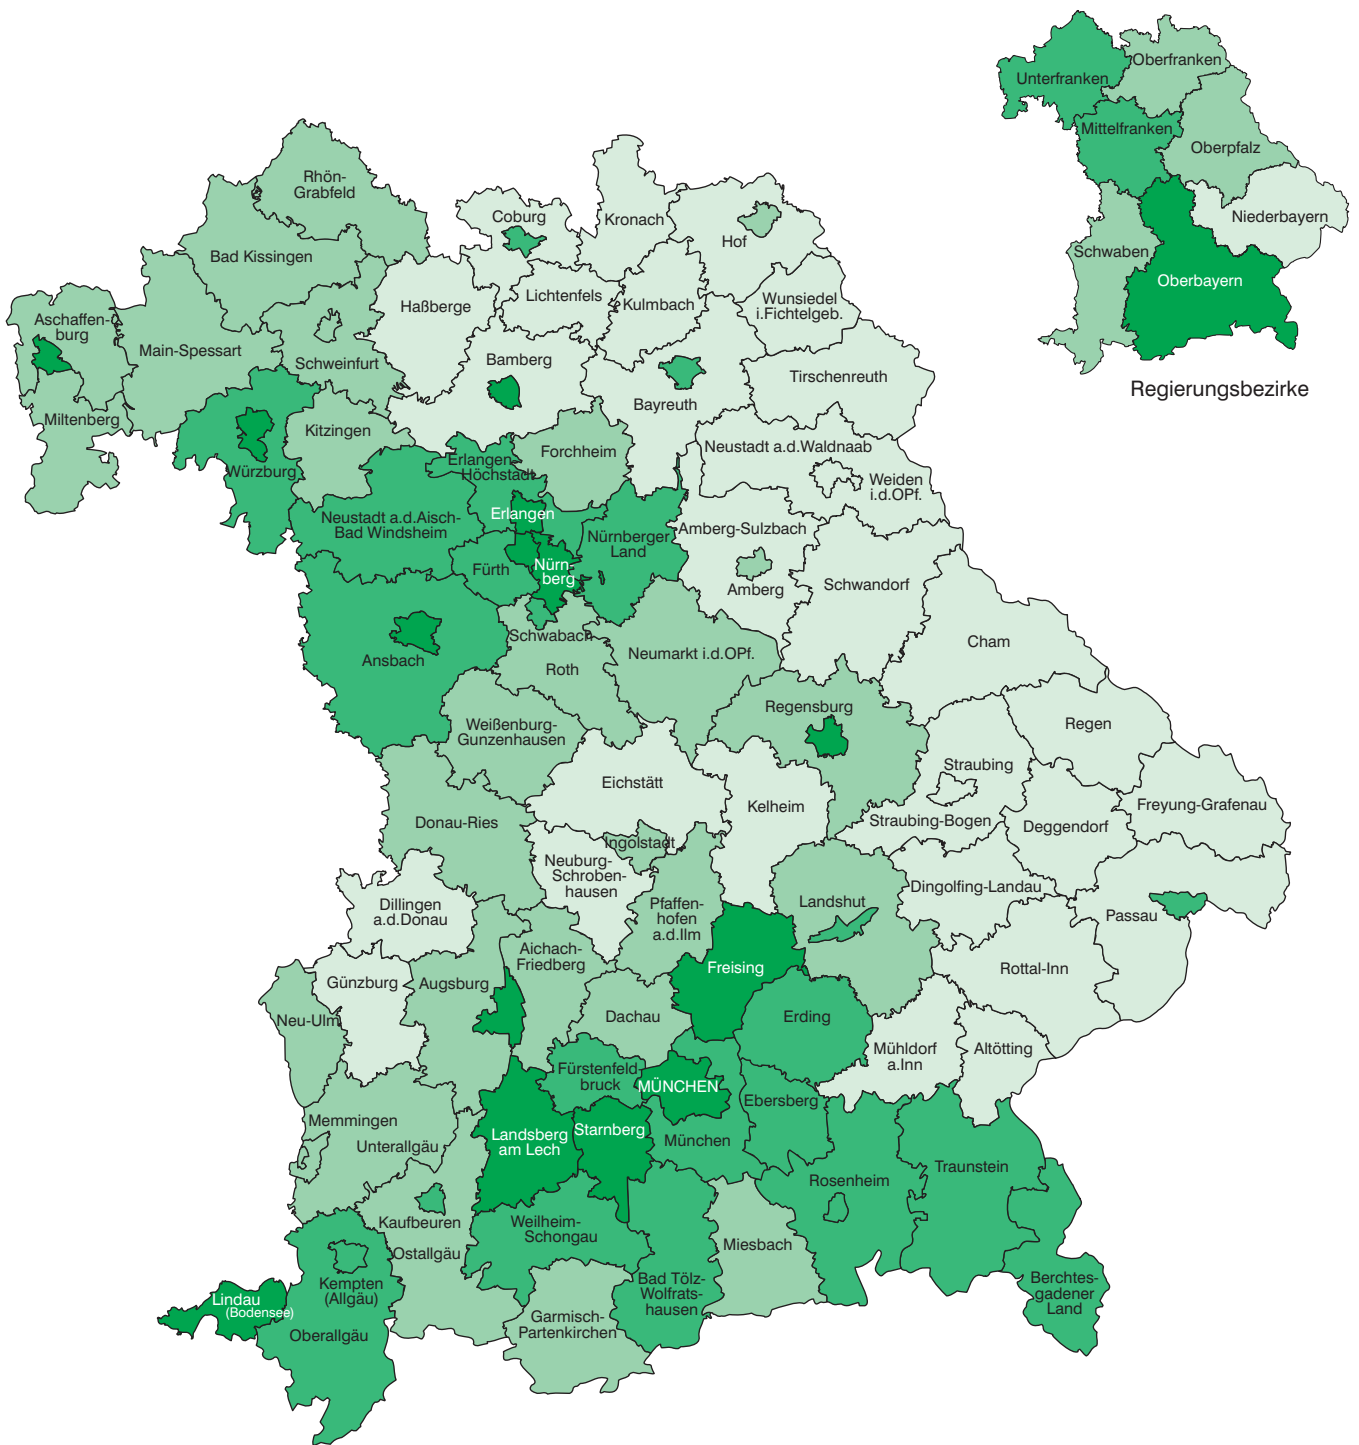 Oberfranken
Unterfranken
Mittelfranken
Oberpfalz
Niederbayern
Schwaben
Oberbayern
Regierungsbezirke
Rhön-
Grabfeld
Coburg
Kronach
Hof
Bad Kissingen
Haßberge
Lichtenfels
Kulmbach
Wunsiedel
i.Fichtelgeb.
Aschaffen-
burg
Main-Spessart
Schweinfurt
Bamberg
Tirschenreuth
Bayreuth
Miltenberg
Kitzingen
Würzburg
Erlangen-
Höchstadt
Forchheim
Neustadt a.d.Waldnaab
Weiden
i.d.OPf.
Neustadt a.d.Aisch-
Bad Windsheim
Erlangen
Nürnberger
Land
Amberg-Sulzbach
Fürth
Nürn-
berg
Amberg
Schwandorf
Ansbach
Schwabach
Roth
Neumarkt i.d.OPf.
Cham
Weißenburg-
Gunzenhausen
Regensburg
Regen
Eichstätt
Kelheim
Straubing
Freyung-Grafenau
Donau-Ries
Ingolstadt
Straubing-Bogen
Deggendorf
Neuburg-
Schroben-
hausen
Dillingen
a.d.Donau
Pfaffen-
hofen
a.d.Ilm
Landshut
Dingolfing-Landau
Passau
Aichach-
Friedberg
Freising
Rottal-Inn
Günzburg
Augsburg
Neu-Ulm
Dachau
Erding
Mühldorf
a.Inn
Altötting
Fürstenfeld-
bruck
MÜNCHEN
Ebersberg
Memmingen
Unterallgäu
Landsberg
am Lech
Starnberg
München
Rosenheim
Traunstein
Kaufbeuren
Ostallgäu
Weilheim-
Schongau
Miesbach
Kempten
(Allgäu)
Lindau
(Bodensee)
Oberallgäu
Bad Tölz-
Wolfrats-
hausen
Berchtes-
gadener
Land
Garmisch-
Partenkirchen